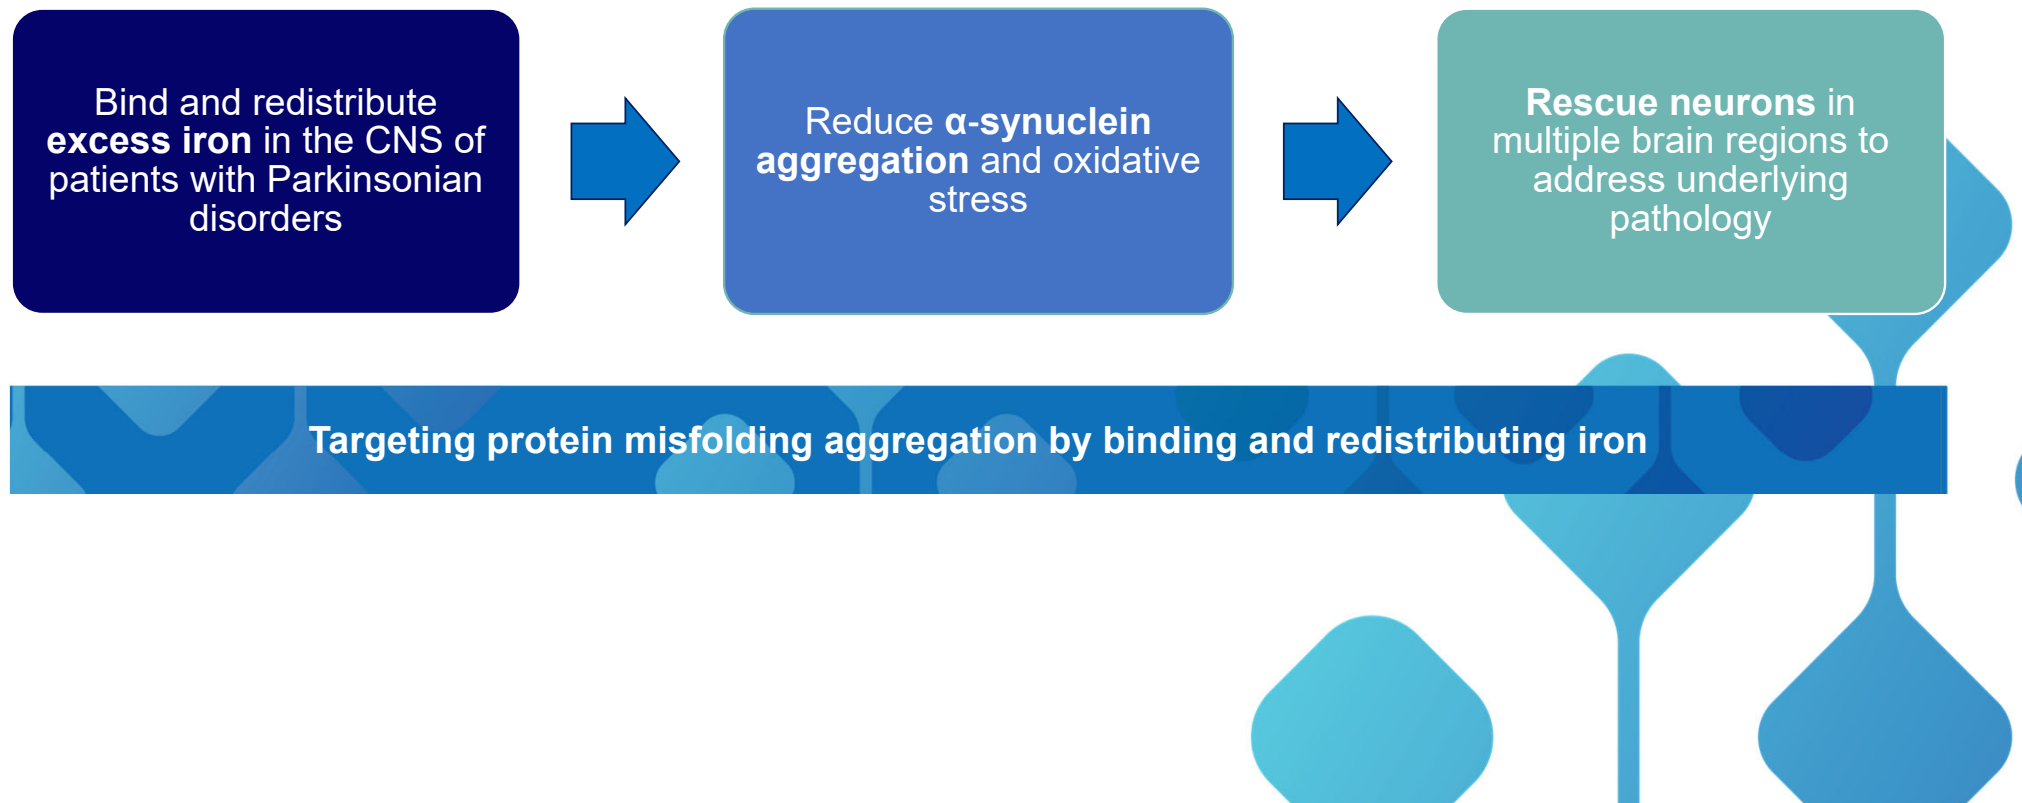 Bind and redistribute
excess iron in the CNS of
patients with Parkinsonian
disorders
Reduce α-synuclein
aggregation and oxidative
stress
Rescue neurons in
multiple brain regions to
address underlying
pathology
Targeting protein misfolding aggregation by binding and redistributing iron